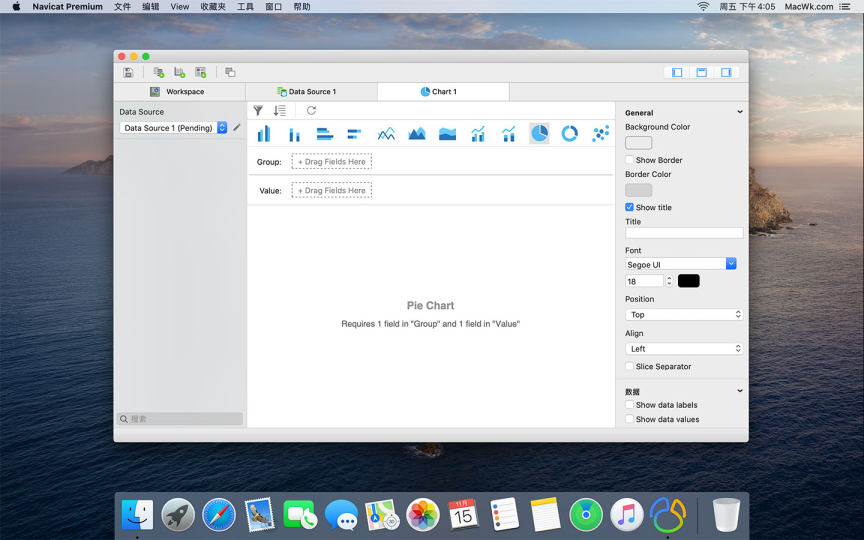 Navicat Premium 文件 编辑 View 收藏夹 工具 窗口 帮助 周五 下午4:05 MacWk.com
Workspace Data Source 1 Chart 1
Data Source
Data Source 1 (Pending)
搜索
Group: + Drag Fields Here
Value: + Drag Fields Here
Pie Chart
Requires 1 field in "Group" and 1 field in "Value"
General
Background Color
Show Border
Border Color
Show title
Title
Font
Segoe UI
18
Position
Top
Align
Left
Slice Separator
数据
Show data labels
Show data values
11月
15